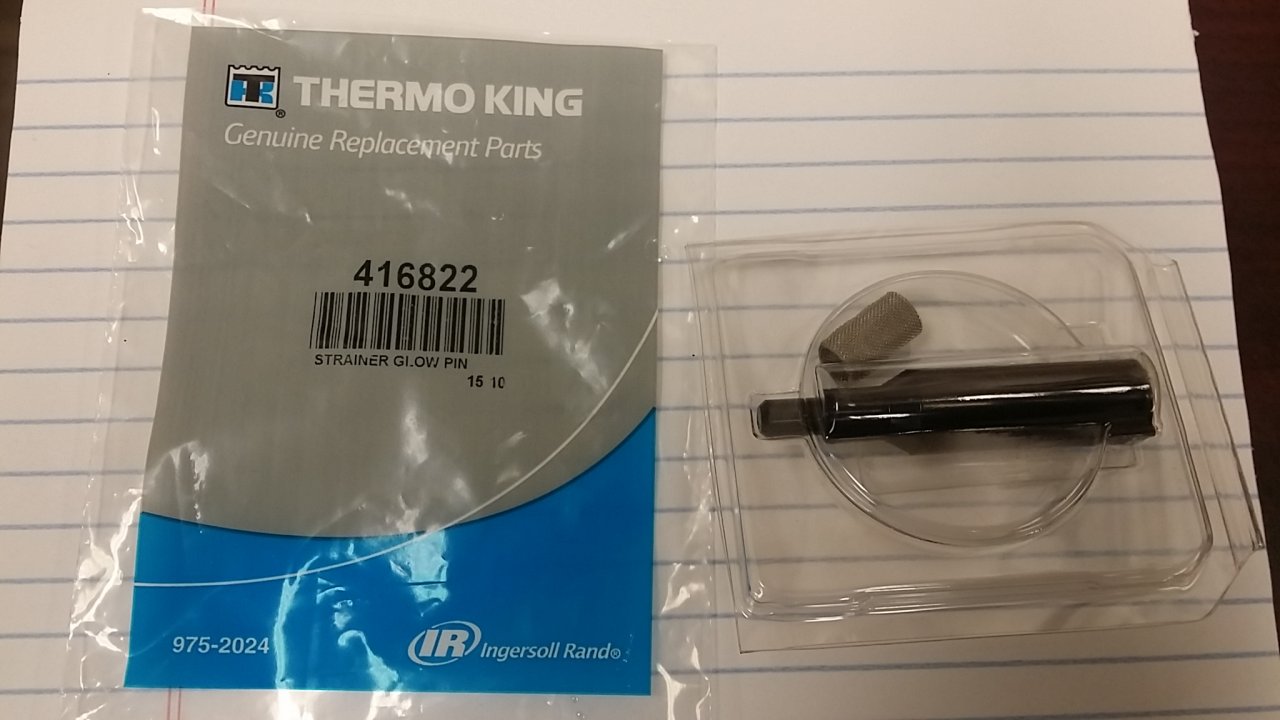 THERMO KING
Genuine Replacement Parts
416822
STRAINER GLOW PIN
15 10
975-2024
IR Ingersoll Rand®